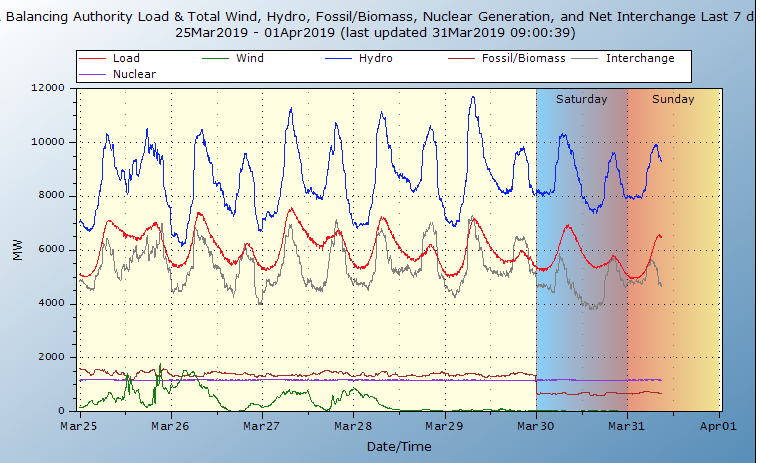 Balancing Authority Load & Total Wind, Hydro, Fossil/Biomass, Nuclear Generation, and Net Interchange Last 7 d
25Mar2019 - 01Apr2019 (last updated 31Mar2019 09:00:39)
Load Wind Hydro Fossil/Biomass Interchange
Nuclear
12000
Saturday Sunday
10000
8000
6000
MW
4000
2000
0
Mar25 Mar26 Mar27 Mar28 Mar29 Mar30 Mar31 Apr01
Date/Time